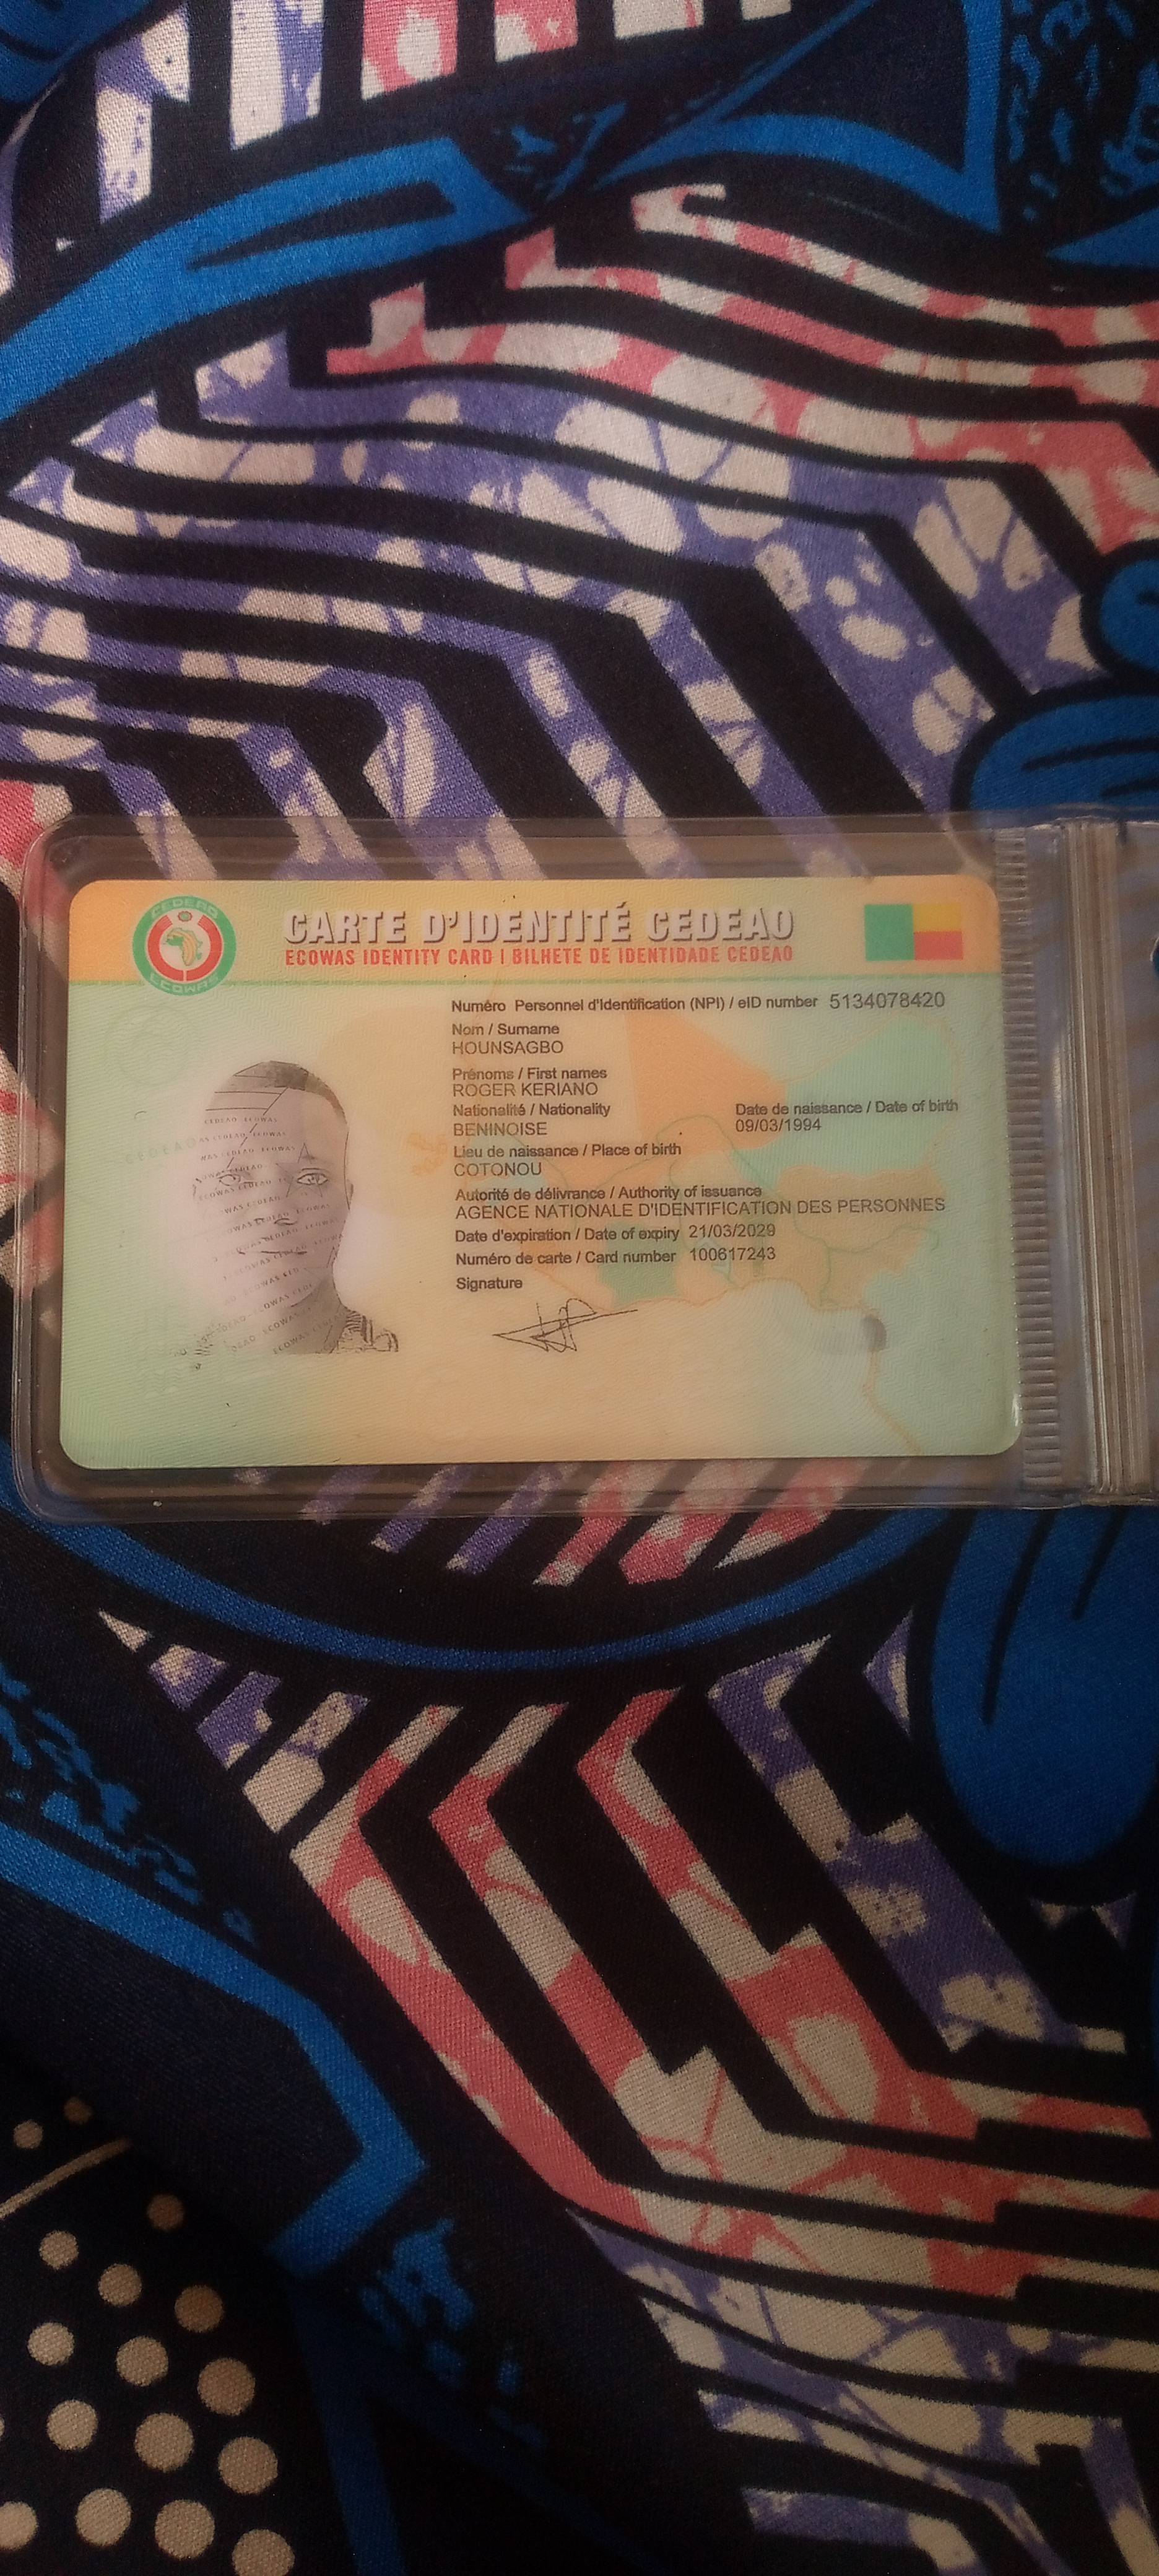 CEDEAO
ECOWAS
CARTE D'IDENTITÉ CEDEAO
ECOWAS IDENTITY CARD | BILHETE DE IDENTIDADE CEDEAO
Numéro Personnel d'Identification (NPI) / eID number 5134078420
Nom / Surname
HOUNSAGBO
Prénoms / First names
ROGER KERIANO
Nationalité / Nationality
BENINOISE
Date de naissance / Date of birth
09/03/1994
Lieu de naissance / Place of birth
COTONOU
Autorité de délivrance / Authority of issuance
AGENCE NATIONALE D'IDENTIFICATION DES PERSONNES
Date d'expiration / Date of expiry 21/03/2029
Numéro de carte / Card number 100617243
Signature